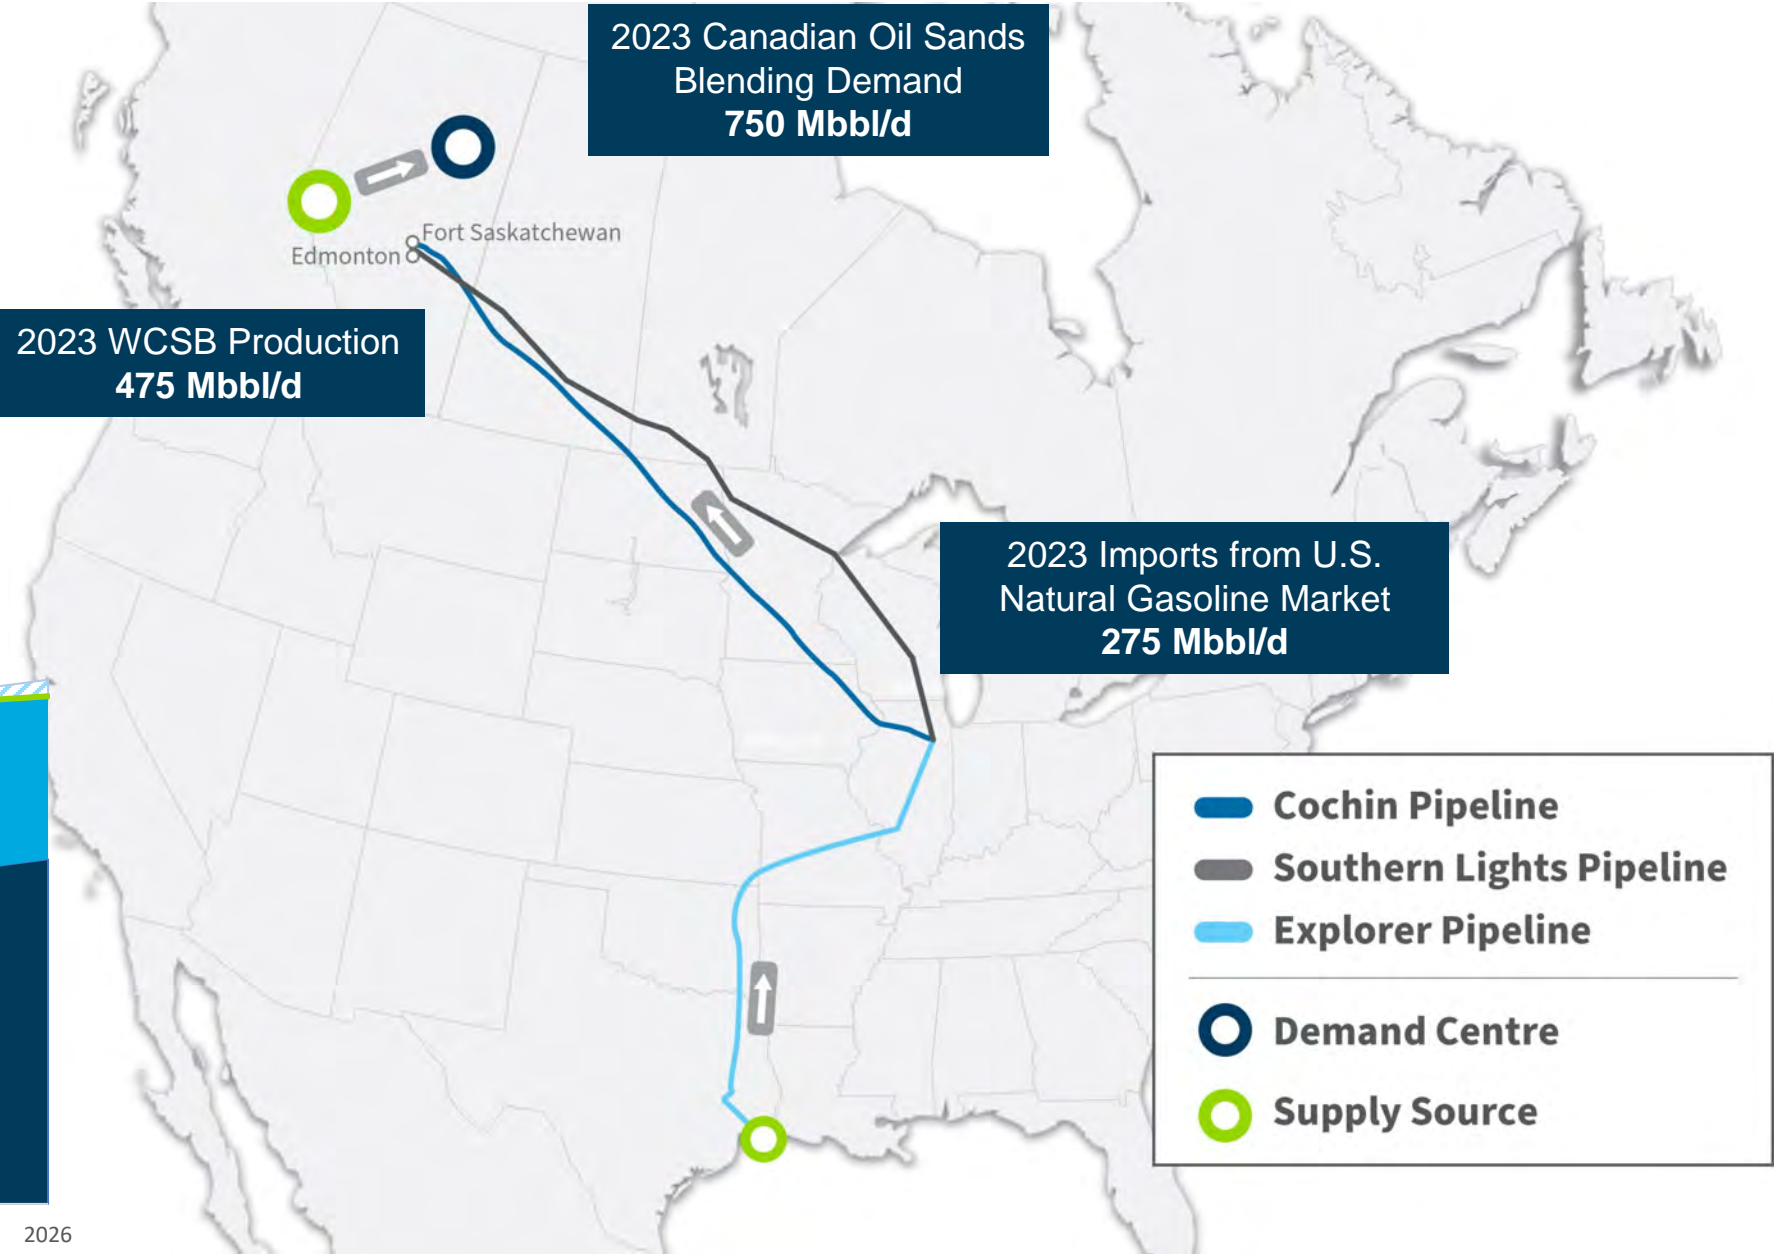 2023 Canadian Oil Sands
Blending Demand
750 Mbbl/d
Fort Saskatchewan
Edmonton
2023 WCSB Production
475 Mbbl/d
2023 Imports from U.S.
Natural Gasoline Market
275 Mbbl/d
Cochin Pipeline
Southern Lights Pipeline
Explorer Pipeline
Demand Centre
Supply Source
2026